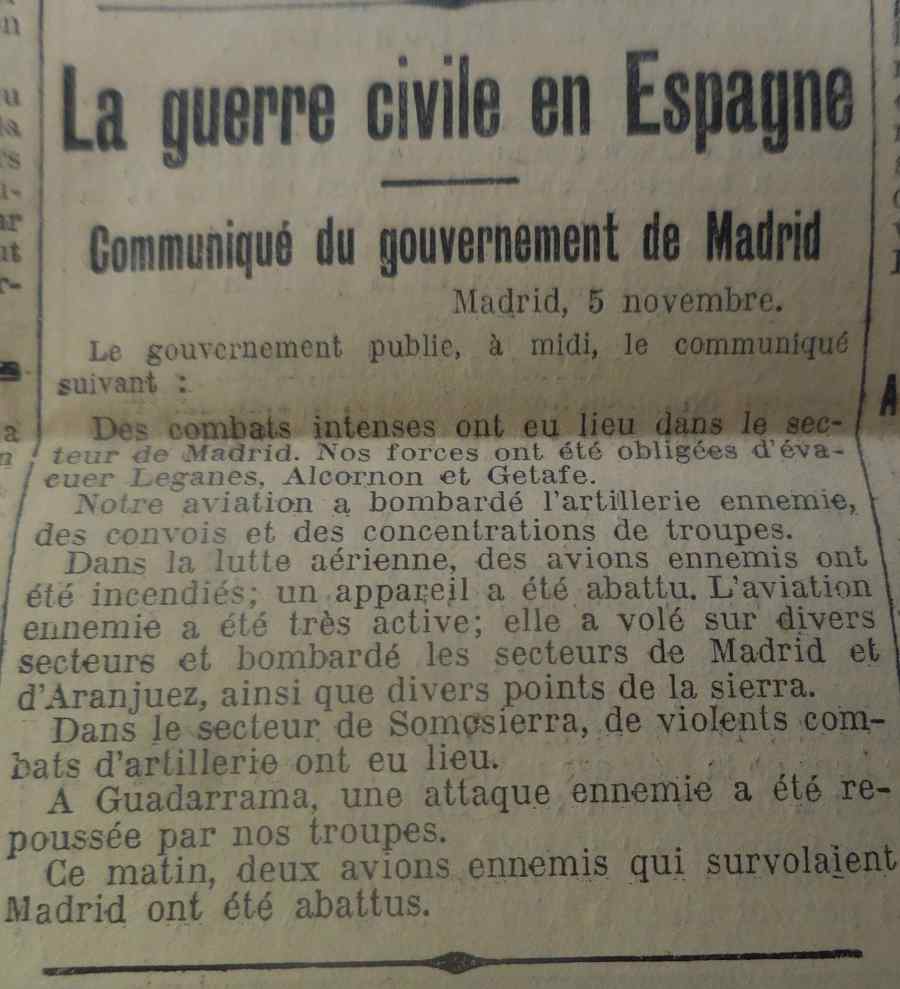 La guerre civile en Espagne
Communiqué du gouvernement de Madrid
Madrid, 5 novembre.
Le gouvernement publie, à midi, le communiqué
suivant :
Des combats intenses ont eu lieu dans le sec-
teur de Madrid. Nos forces ont été obligées d'éva-
cuer Leganes, Alcornon et Getafe.
Notre aviation a bombardé l'artillerie ennemie,
des convois et des concentrations de troupes.
Dans la lutte aérienne, des avions ennemis ont
été incendiés; un appareil a été abattu. L'aviation
ennemie a été très active; elle a volé sur divers
secteurs et bombardé les secteurs de Madrid et
d'Aranjuez, ainsi que divers points de la sierra.
Dans le secteur de Somosierra, de violents com-
bats d'artillerie ont eu lieu.
A Guadarrama, une attaque ennemie a été re-
poussée par nos troupes.
Ce matin, deux avions ennemis qui survolaient
Madrid ont été abattus.